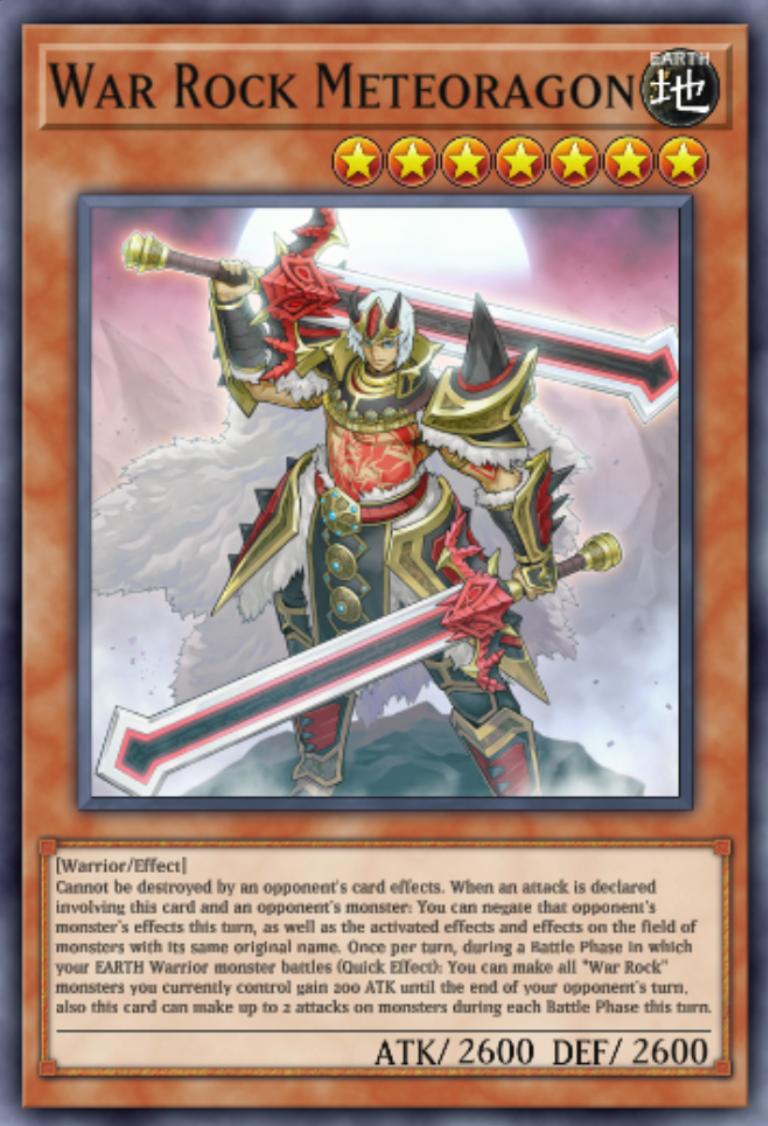 War Rock Meteoragon
EARTH
地
[Warrior/Effect]
Cannot be destroyed by an opponent's card effects. When an attack is declared
involving this card and an opponent's monster: You can negate that opponent's
monster's effects this turn, as well as the activated effects and effects on the field of
monsters with its same original name. Once per turn, during a Battle Phase in which
your EARTH Warrior monster battles (Quick Effect): You can make all "War Rock"
monsters you currently control gain 200 ATK until the end of your opponent's turn,
also this card can make up to 2 attacks on monsters during each Battle Phase this turn.
ATK/ 2600 DEF/ 2600